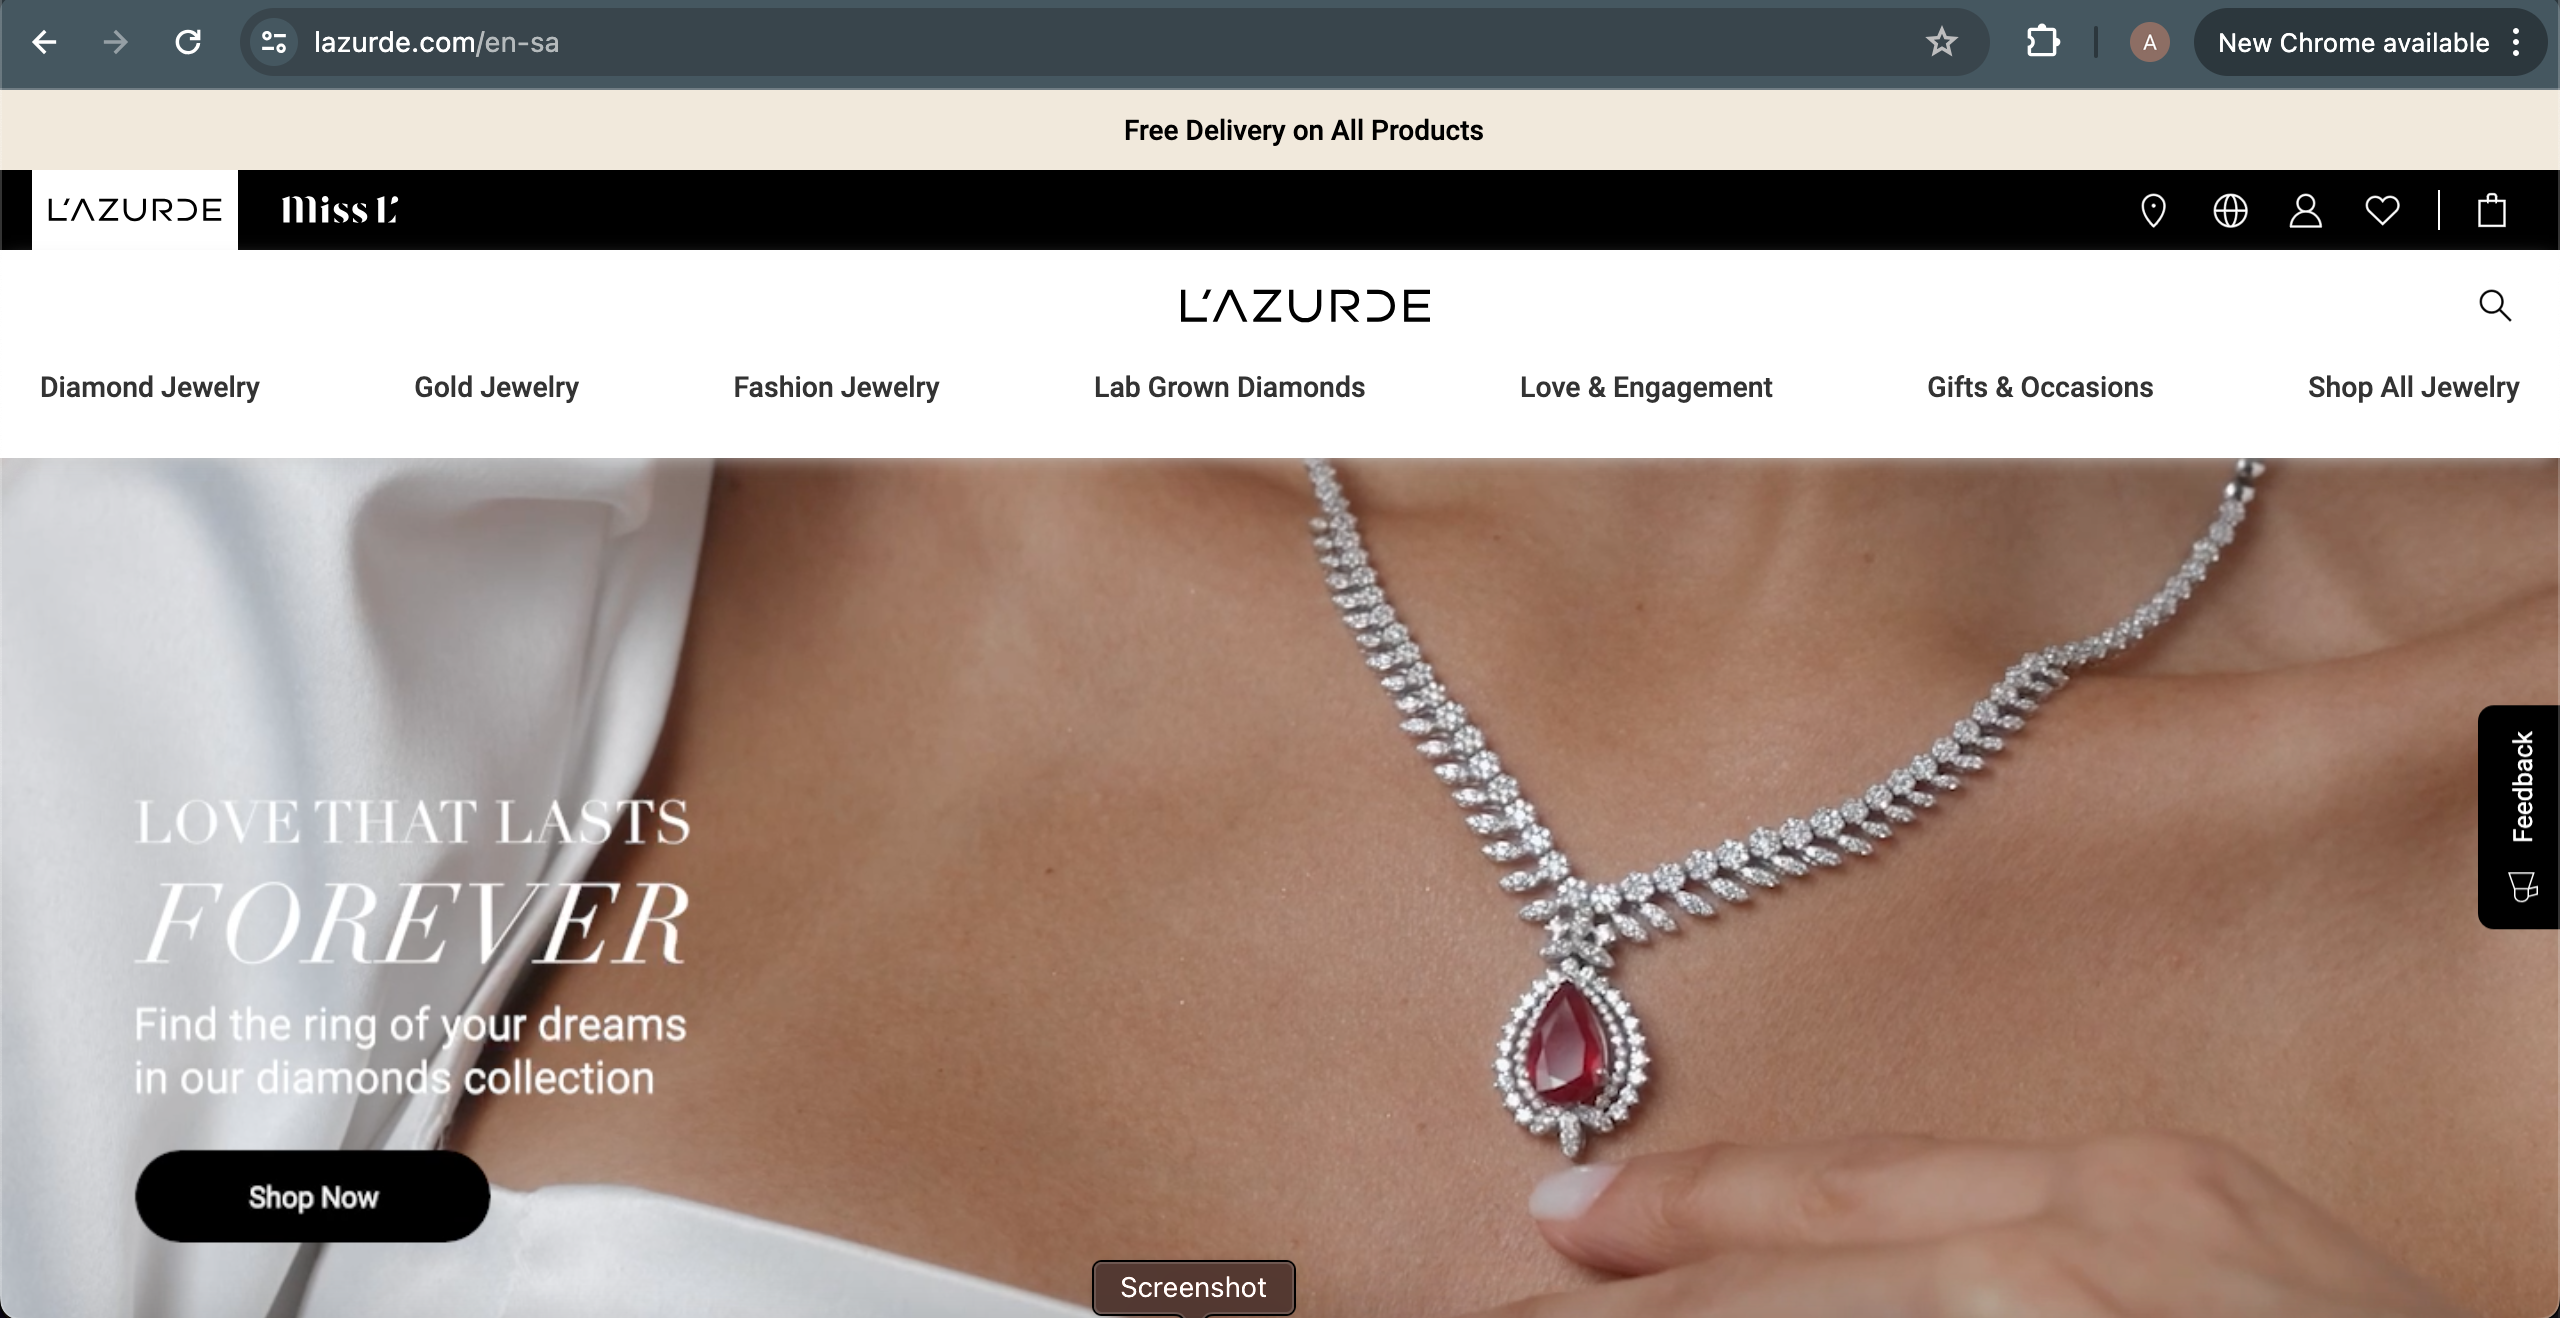 lazurde.com/en-sa
A
New Chrome available
Free Delivery on All Products
L'AZURDE
Miss L'
L'AZURDE
Diamond Jewelry
Gold Jewelry
Fashion Jewelry
Lab Grown Diamonds
Love & Engagement
Gifts & Occasions
Shop All Jewelry
LOVE THAT LASTS
FOREVER
Find the ring of your dreams
in our diamonds collection
Shop Now
Feedback
Screenshot